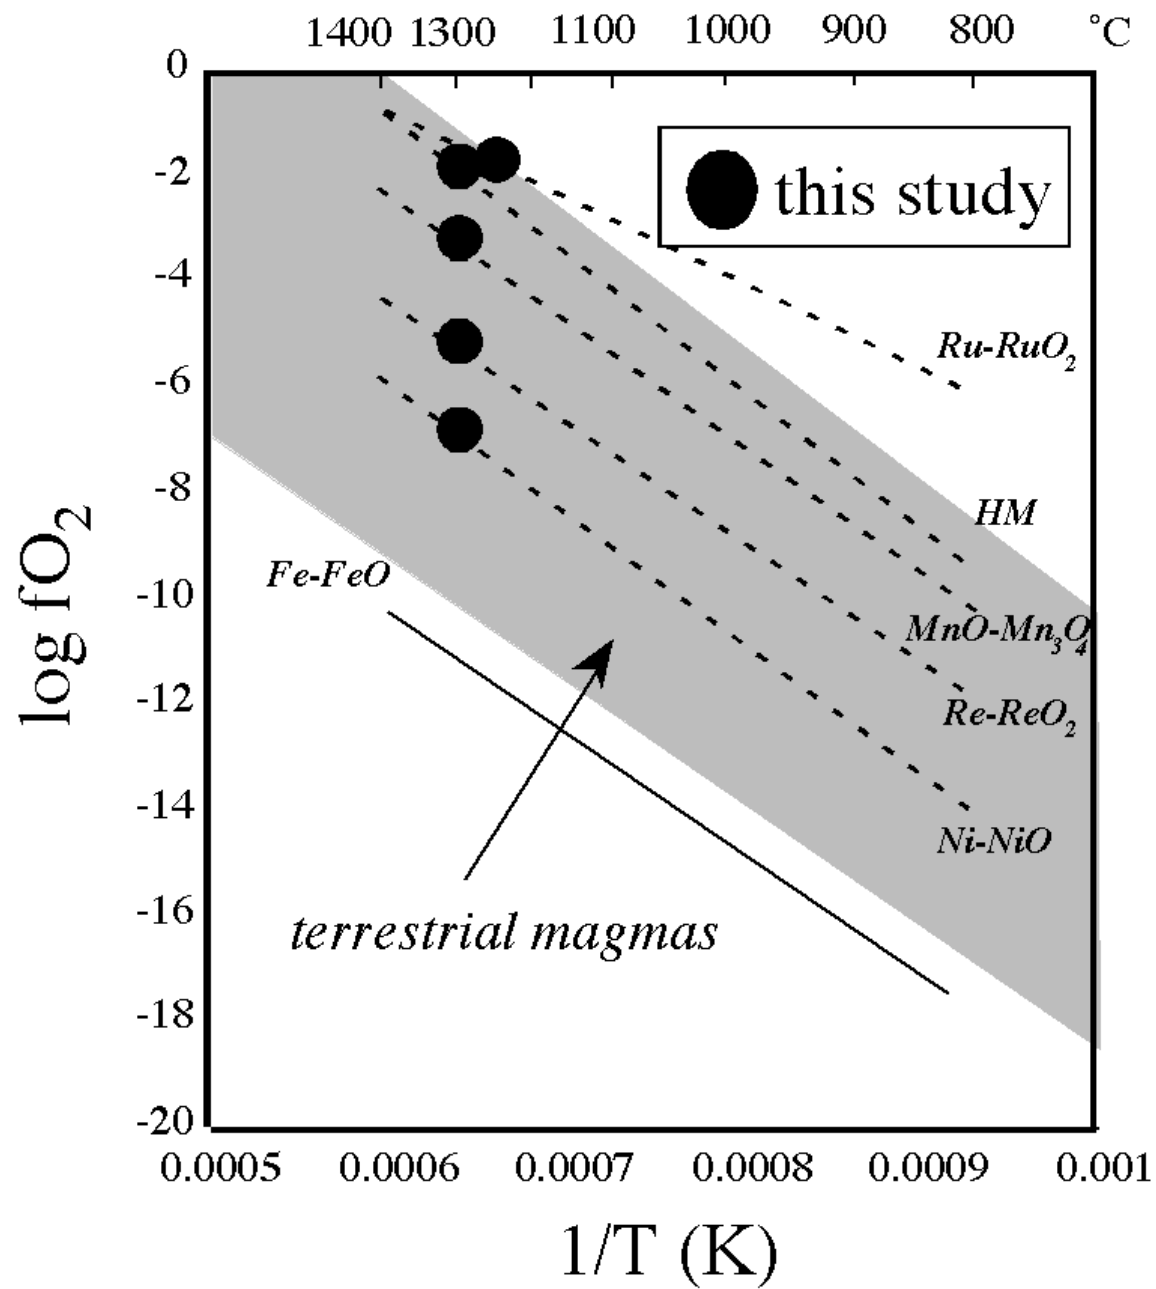 1400 1300 1100 1000 900 800 °C
0
-2
-4
-6
-8
-10
-12
-14
-16
-18
-20
log fO2
this study
Ru-RuO2
HM
Fe-FeO
MnO-Mn3O4
Re-ReO2
Ni-NiO
terrestrial magmas
0.0005 0.0006 0.0007 0.0008 0.0009 0.001
1/T (K)